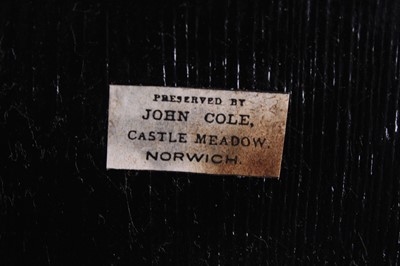 PRESERVED BY
JOHN COLE,
CASTLE MEADOW.
NORWICH.